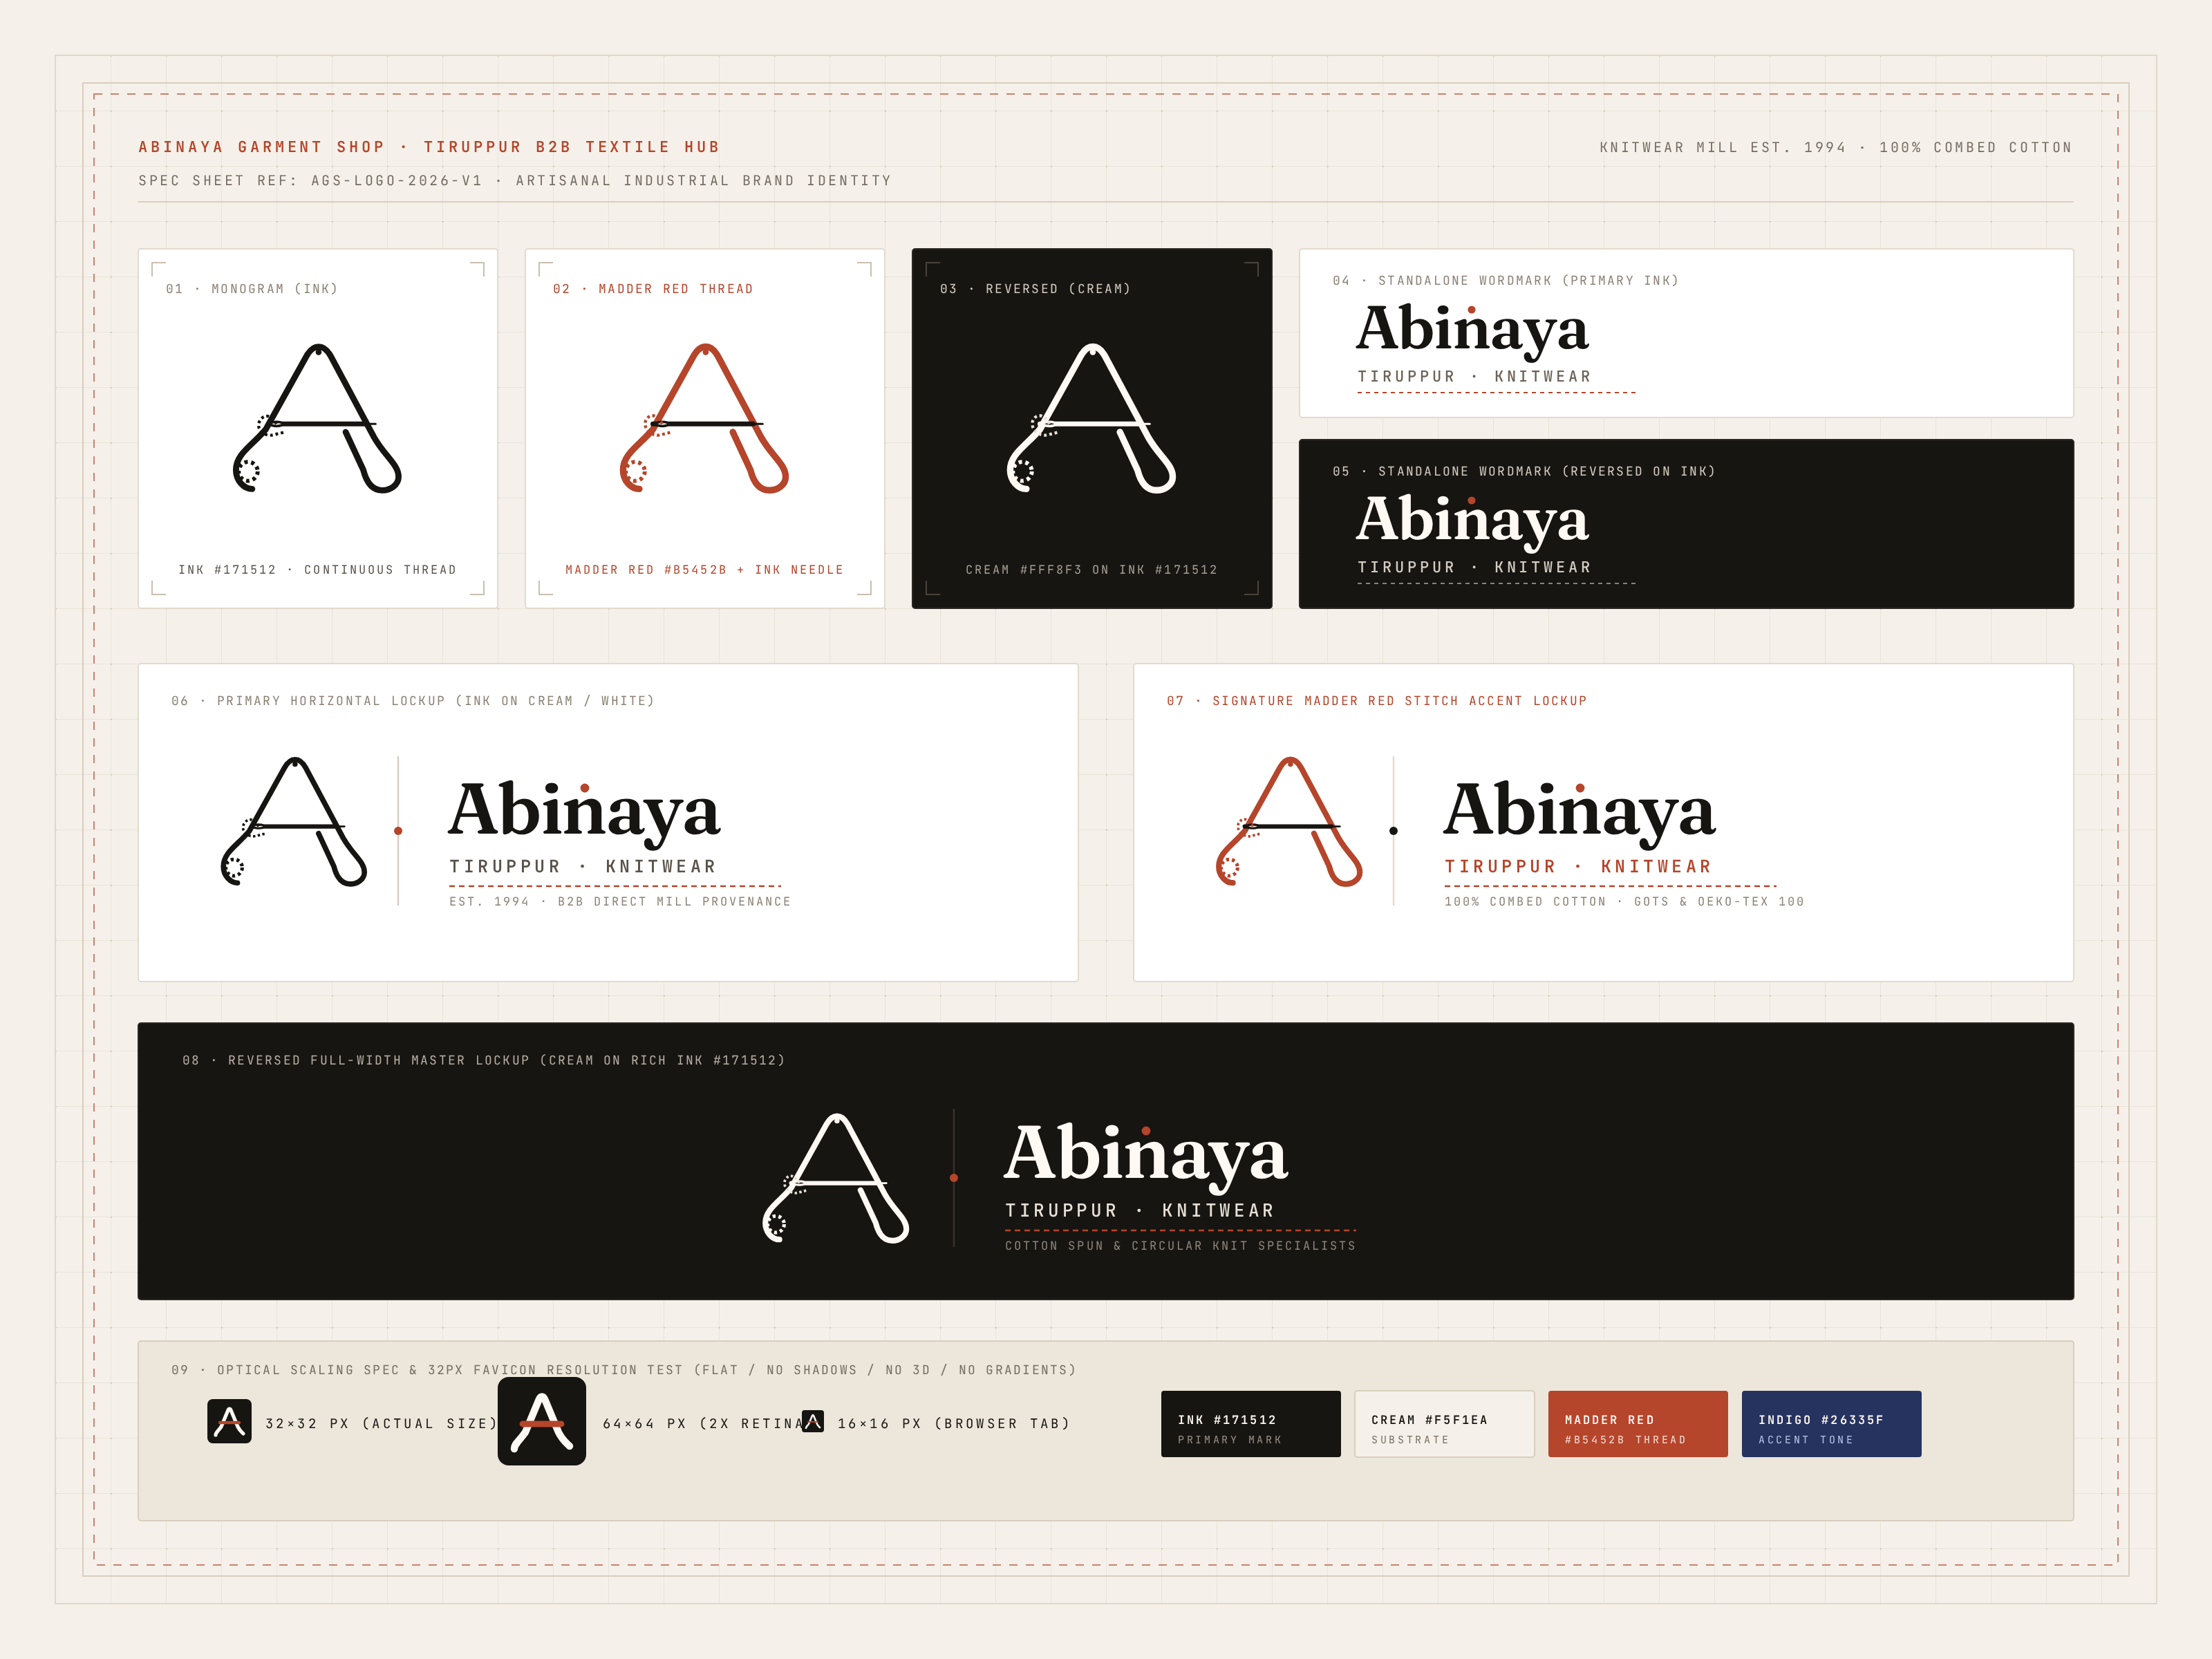 ABINAYA GARMENT SHOP · TIRUPPUR B2B TEXTILE HUB
KNITWEAR MILL EST. 1994 · 100% COMBED COTTON
SPEC SHEET REF: AGS-LOGO-2026-V1 · ARTISANAL INDUSTRIAL BRAND IDENTITY
01 · MONOGRAM (INK)
INK #171512 · CONTINUOUS THREAD
02 · MADDER RED THREAD
MADDER RED #B5452B + INK NEEDLE
03 · REVERSED (CREAM)
CREAM #FFF8F3 ON INK #171512
04 · STANDALONE WORDMARK (PRIMARY INK)
Abinaya
TIRUPPUR · KNITWEAR
05 · STANDALONE WORDMARK (REVERSED ON INK)
Abinaya
TIRUPPUR · KNITWEAR
06 · PRIMARY HORIZONTAL LOCKUP (INK ON CREAM / WHITE)
Abinaya
TIRUPPUR · KNITWEAR
EST. 1994 · B2B DIRECT MILL PROVENANCE
07 · SIGNATURE MADDER RED STITCH ACCENT LOCKUP
Abinaya
TIRUPPUR · KNITWEAR
100% COMBED COTTON · GOTS & OEKO-TEX 100
08 · REVERSED FULL-WIDTH MASTER LOCKUP (CREAM ON RICH INK #171512)
Abinaya
TIRUPPUR · KNITWEAR
COTTON SPUN & CIRCULAR KNIT SPECIALISTS
09 · OPTICAL SCALING SPEC & 32PX FAVICON RESOLUTION TEST (FLAT / NO SHADOWS / NO 3D / NO GRADIENTS)
32×32 PX (ACTUAL SIZE)
64×64 PX (2X RETINA
16×16 PX (BROWSER TAB)
INK #171512
PRIMARY MARK
CREAM #F5F1EA
SUBSTRATE
MADDER RED
#B5452B THREAD
INDIGO #26335F
ACCENT TONE